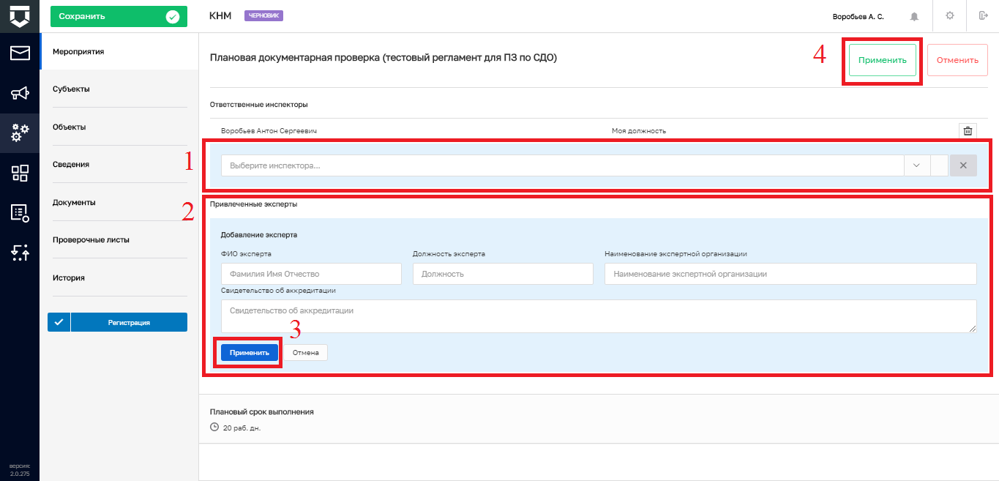 Сохранить
КНМ
ЧЕРНОВИК
Воробьев А. С.
Мероприятия
Субъекты
Объекты
Сведения
Документы
Проверочные листы
История
Регистрация
версия:
2.0.275
Плановая документарная проверка (тестовый регламент для ПЗ по СДО)
4
Применить
Отменить
Ответственные инспекторы
Воробьев Антон Сергеевич
Моя должность
1
Выберите инспектора...
2
Привлеченные эксперты
Добавление эксперта
ФИО эксперта
Должность эксперта
Наименование экспертной организации
Фамилия Имя Отчество
Должность
Наименование экспертной организации
Свидетельство об аккредитации
Свидетельство об аккредитации
3
Применить
Отмена
Плановый срок выполнения
20 раб. дн.